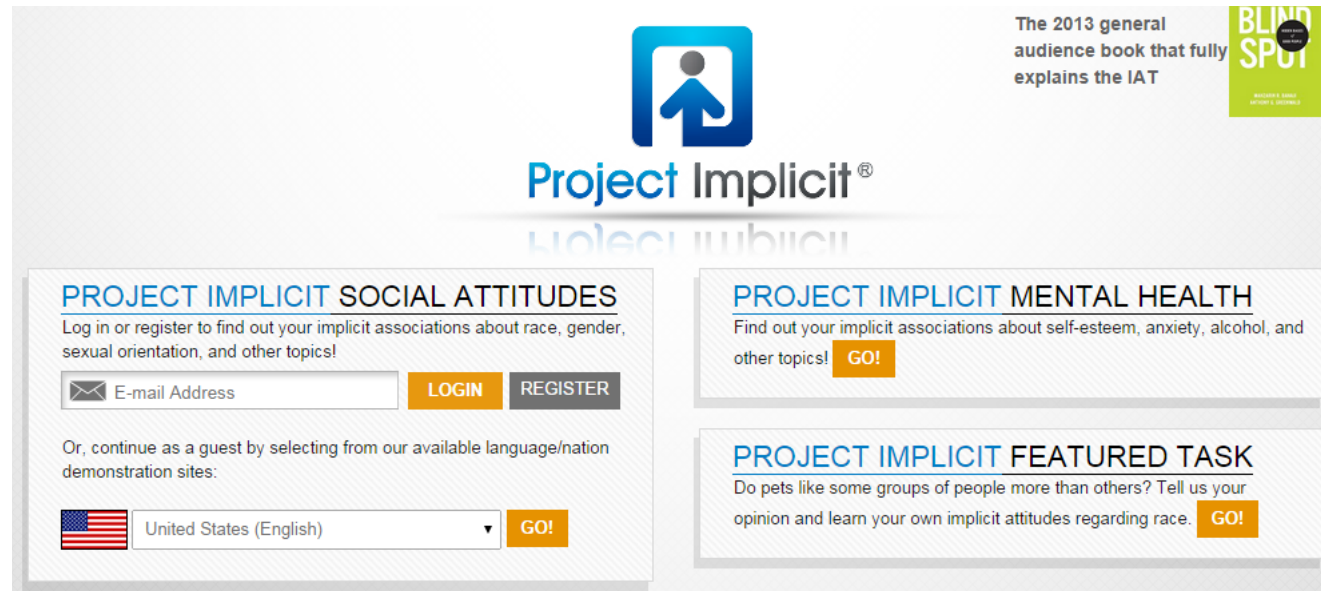 The 2013 general
audience book that fully
explains the IAT
BLIND
SPOT
Project Implicit®
PROJECT IMPLICIT SOCIAL ATTITUDES
Log in or register to find out your implicit associations about race, gender,
sexual orientation, and other topics!
E-mail Address
LOGIN
REGISTER
Or, continue as a guest by selecting from our available language/nation
demonstration sites:
United States (English)
GO!
PROJECT IMPLICIT MENTAL HEALTH
Find out your implicit associations about self-esteem, anxiety, alcohol, and
other topics! GO!
PROJECT IMPLICIT FEATURED TASK
Do pets like some groups of people more than others? Tell us your
opinion and learn your own implicit attitudes regarding race. GO!